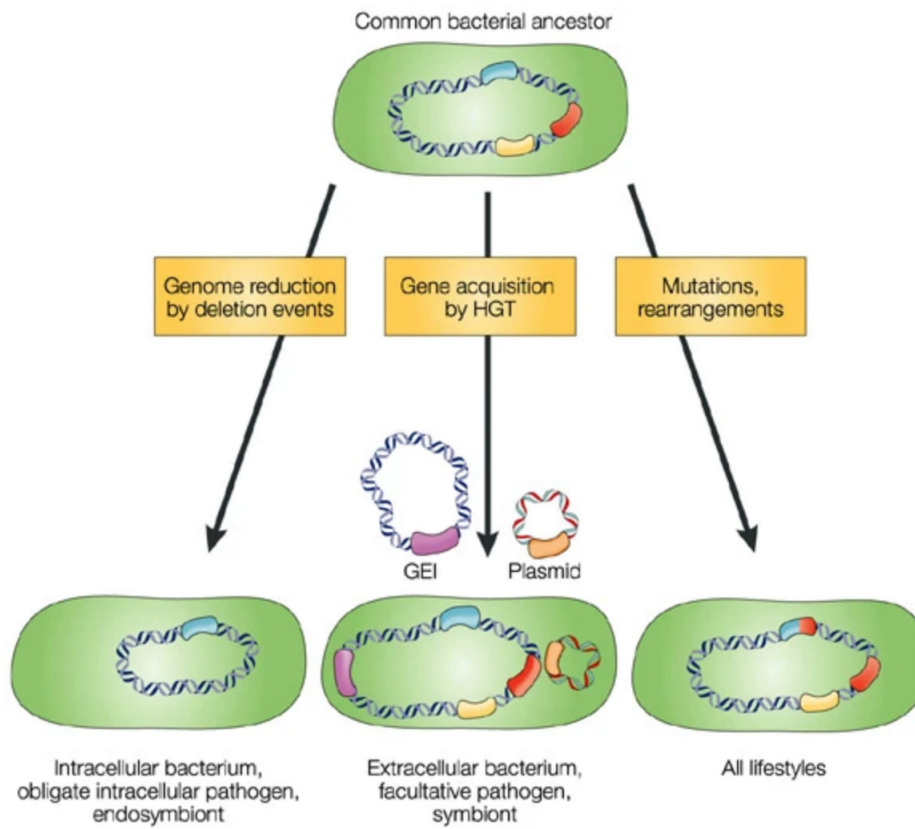 Common bacterial ancestor
Genome reduction
by deletion events
Gene acquisition
by HGT
Mutations,
rearrangements
GEI
Plasmid
Intracellular bacterium,
obligate intracellular pathogen,
endosymbiont
Extracellular bacterium,
facultative pathogen,
symbiont
All lifestyles